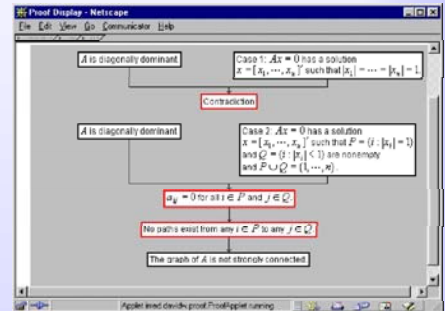 Proof Display - Netscape
File Edit View Go Communicator Help
A is diagonally dominant.
Case 1: Ax = 0 has a solution
x = [x₁, ⋯, xₙ]ᵀ such that |x₁| = ⋯ = |xₙ| = 1.
Contradiction
A is diagonally dominant
Case 2: Ax = 0 has a solution
x = [x₁, ⋯, xₙ]ᵀ such that P = (i : |xᵢ| = 1)
and Q = (i : |xᵢ| < 1) are nonempty
and P ∪ Q = (1, ⋯, n).
aᵢⱼ = 0 for all i ∈ P and j ∈ Q.
No paths exist from any i ∈ P to any j ∈ Q.
The graph of A is not strongly connected.
Applet running